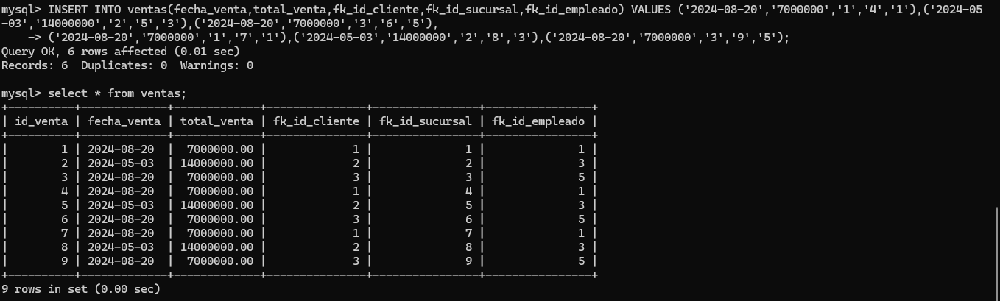 mysql> INSERT INTO ventas(fecha_venta,total_venta,fk_id_cliente,fk_id_sucursal,fk_id_empleado) VALUES ('2024-08-20','7000000','1','4','1'),('2024-05
-03','14000000','2','5','3'),('2024-08-20','7000000','3','6','5'),
    -> ('2024-08-20','7000000','1','7','1'),('2024-05-03','14000000','2','8','3'),('2024-08-20','7000000','3','9','5');
Query OK, 6 rows affected (0.01 sec)
Records: 6  Duplicates: 0  Warnings: 0

mysql> select * from ventas;
+----------+-------------+-------------+---------------+----------------+----------------+
| id_venta | fecha_venta | total_venta | fk_id_cliente | fk_id_sucursal | fk_id_empleado |
+----------+-------------+-------------+---------------+----------------+----------------+
|        1 | 2024-08-20  |  7000000.00 |             1 |              1 |              1 |
|        2 | 2024-05-03  | 14000000.00 |             2 |              2 |              3 |
|        3 | 2024-08-20  |  7000000.00 |             3 |              3 |              5 |
|        4 | 2024-08-20  |  7000000.00 |             1 |              4 |              1 |
|        5 | 2024-05-03  | 14000000.00 |             2 |              5 |              3 |
|        6 | 2024-08-20  |  7000000.00 |             3 |              6 |              5 |
|        7 | 2024-08-20  |  7000000.00 |             1 |              7 |              1 |
|        8 | 2024-05-03  | 14000000.00 |             2 |              8 |              3 |
|        9 | 2024-08-20  |  7000000.00 |             3 |              9 |              5 |
+----------+-------------+-------------+---------------+----------------+----------------+
9 rows in set (0.00 sec)